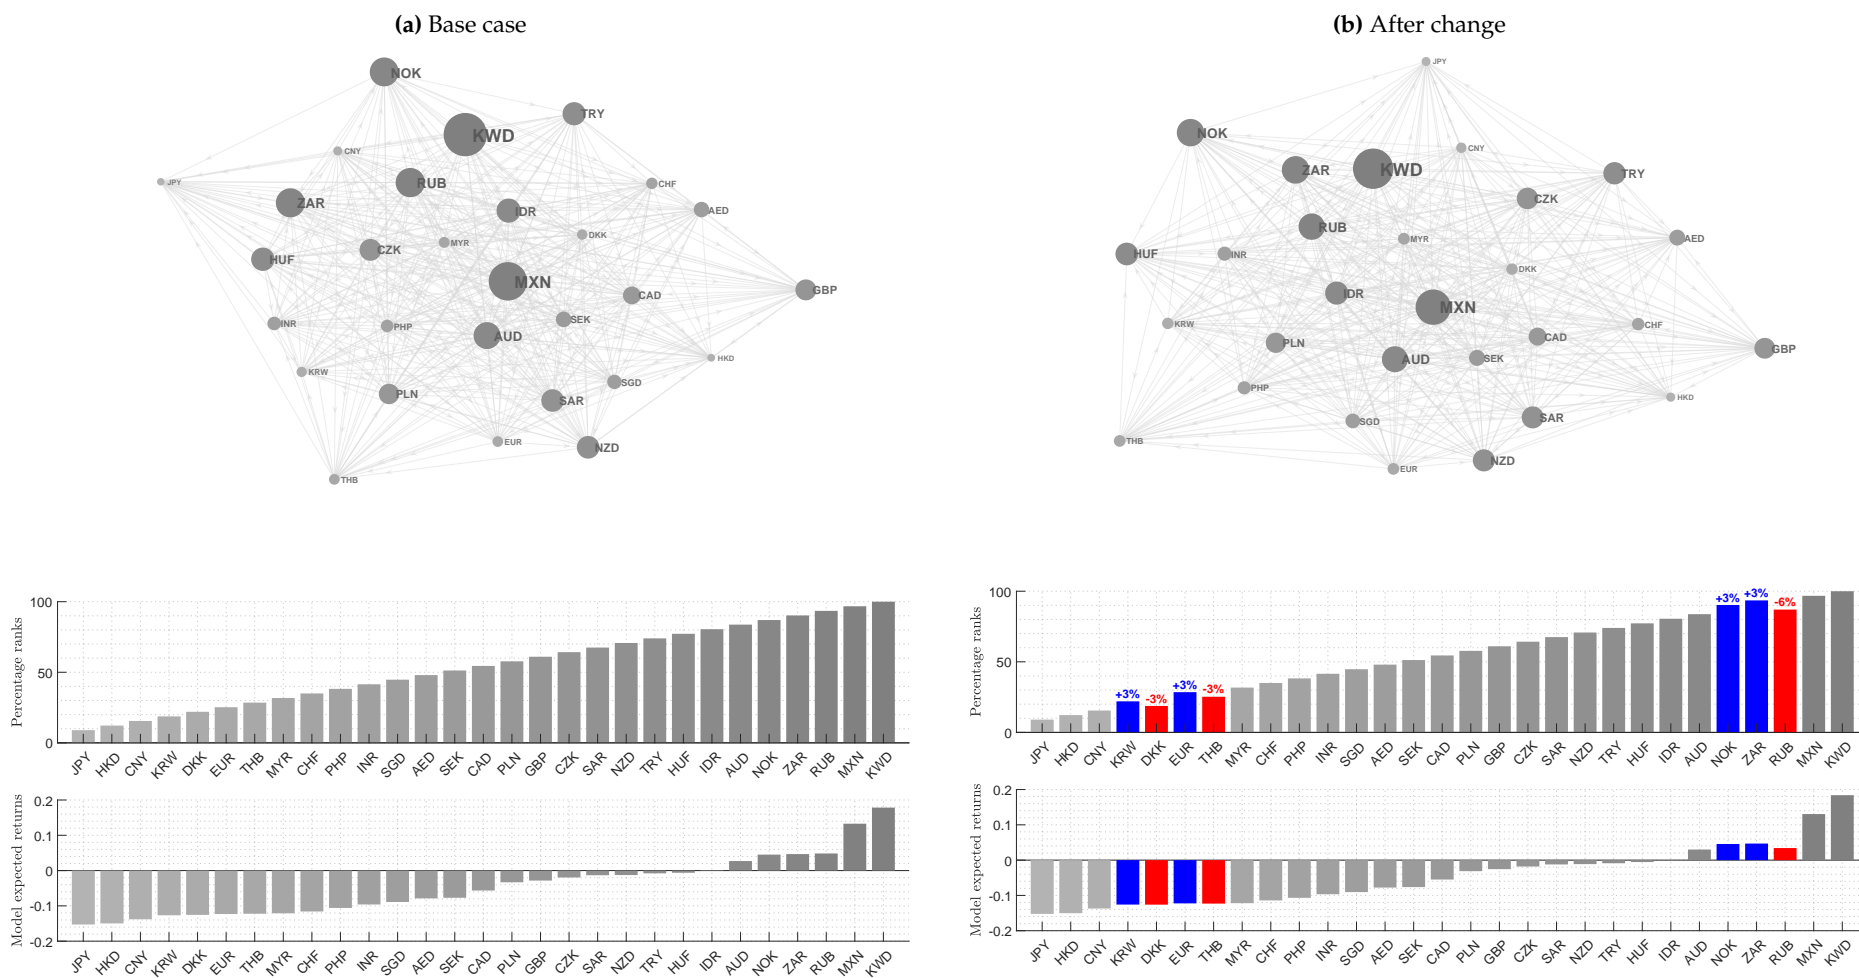 (a) Base case
NOK
TRY
KWD
CNY
JPY
RUB
CHF
ZAR
IDR
AED
DKK
MYR
CZK
HUF
MXN
GBP
CAD
INR
PHP
SEK
AUD
HKD
KRW
SGD
PLN
SAR
EUR
NZD
THB
(b) After change
JPY
NOK
CNY
ZAR
KWD
TRY
CZK
RUB
MYR
AED
HUF
INR
DKK
IDR
MXN
KRW
CHF
CAD
PLN
GBP
AUD
SEK
PHP
HKD
SGD
SAR
THB
NZD
EUR
Percentage ranks
100
50
0
JPY HKD CNY KRW DKK EUR THB MYR CHF PHP INR SGD AED SEK CAD PLN GBP CZK SAR NZD TRY HUF IDR AUD NOK ZAR RUB MXN KWD
Model expected returns
0.2
0.1
0
-0.1
-0.2
JPY HKD CNY KRW DKK EUR THB MYR CHF PHP INR SGD AED SEK CAD PLN GBP CZK SAR NZD TRY HUF IDR AUD NOK ZAR RUB MXN KWD
Percentage ranks
100
50
0
+3% -3% +3% -3% +3% +3% -6%
JPY HKD CNY KRW DKK EUR THB MYR CHF PHP INR SGD AED SEK CAD PLN GBP CZK SAR NZD TRY HUF IDR AUD NOK ZAR RUB MXN KWD
Model expected returns
0.2
0.1
0
-0.1
-0.2
JPY HKD CNY KRW DKK EUR THB MYR CHF PHP INR SGD AED SEK CAD PLN GBP CZK SAR NZD TRY HUF IDR AUD NOK ZAR RUB MXN KWD